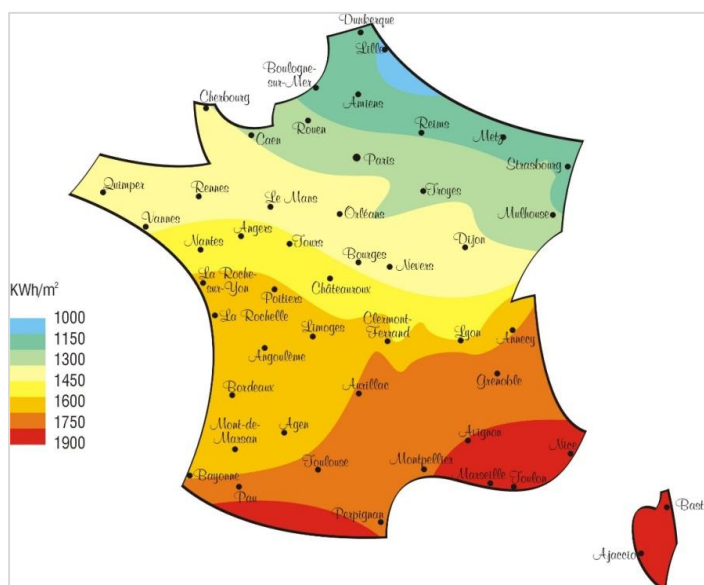 Dunkerque
Lille
Boulogne-
sur-Mer
Amiens
Cherbourg
Rouen
Reims
Caen
Metz
Paris
Strasbourg
Quimper
Rennes
Troyes
Le Mans
Orléans
Mulhouse
Vannes
Angers
Nantes
Tours
Dijon
Bourges
Nevers
La Roche-
sur-Yon
Châteauroux
Poitiers
KWh/m²
1000
1150
1300
1450
1600
1750
1900
La Rochelle
Limoges
Clermont-
Ferrand
Lyon
Annecy
Angoulême
Grenoble
Bordeaux
Aurillac
Mont-de-
Marsan
Agen
Avignon
Nice
Toulouse
Montpellier
Bayonne
Pau
Marseille
Toulon
Perpignan
Bast
Ajaccio